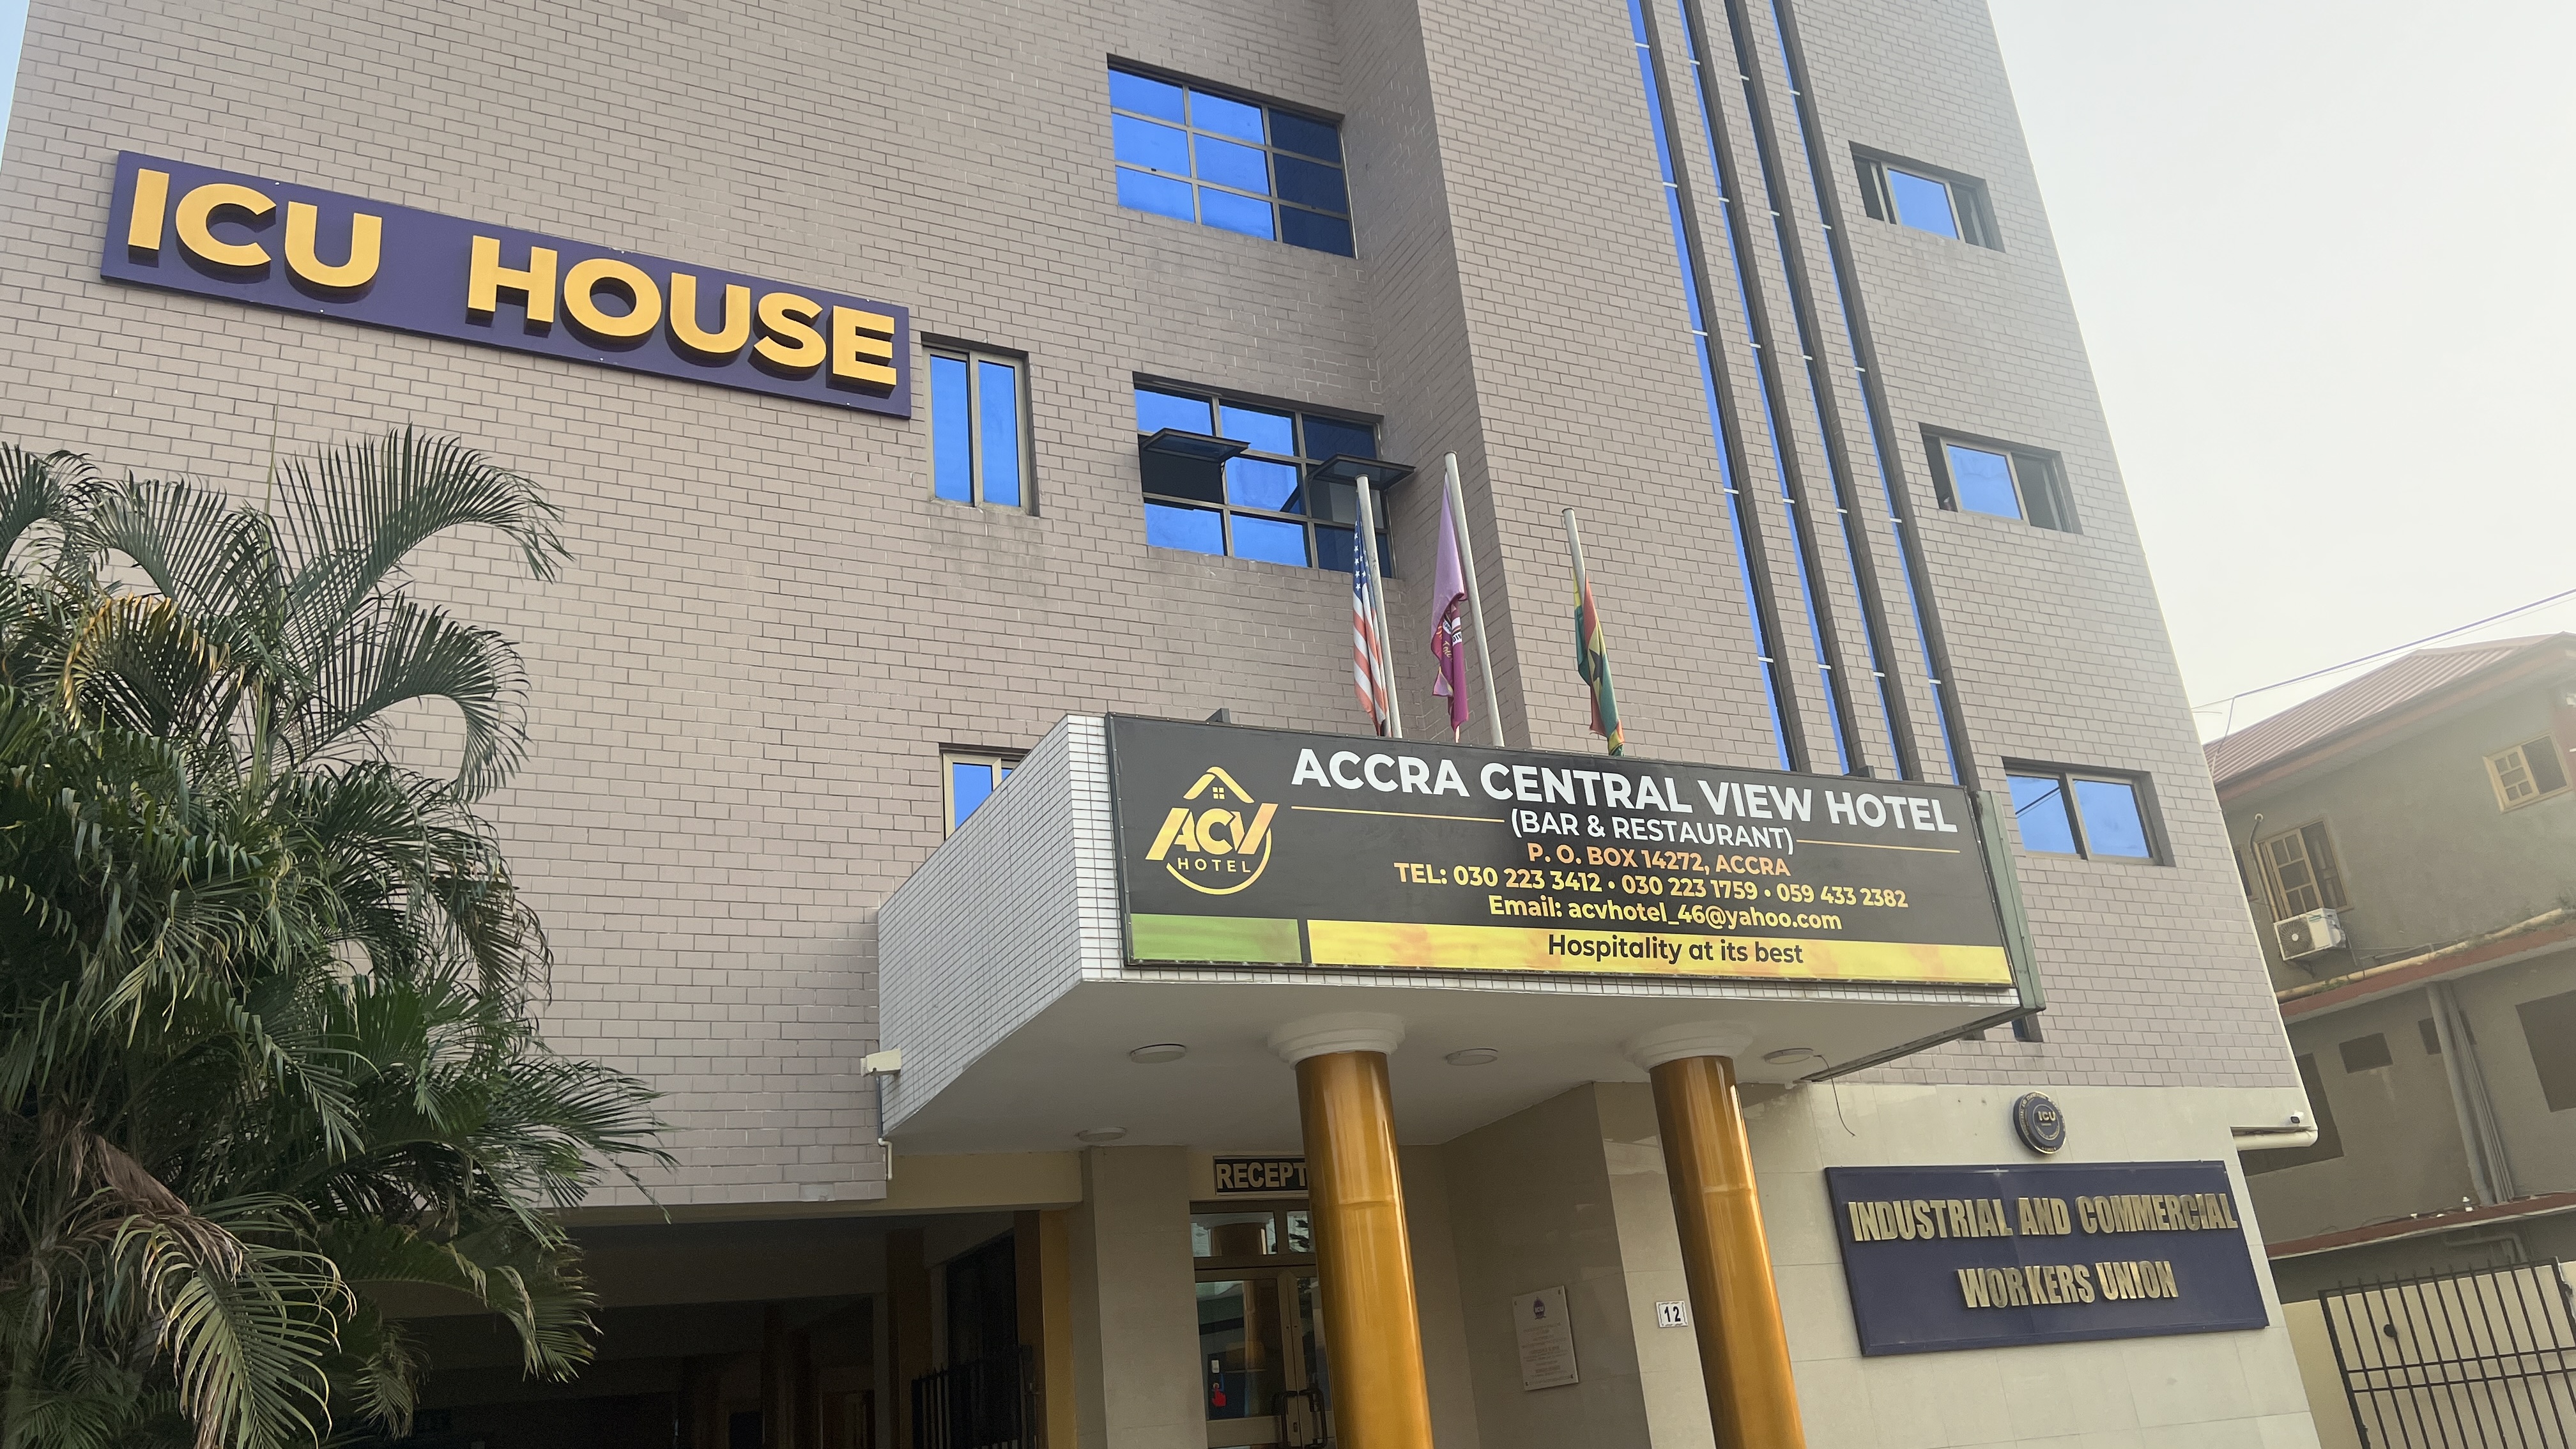 ICU HOUSE
ACCRA CENTRAL VIEW HOTEL
(BAR & RESTAURANT)
P. O. BOX 14272, ACCRA
TEL: 030 223 3412 • 030 223 1759 • 059 433 2382
Email: acvhotel_46@yahoo.com
Hospitality at its best
ACV
HOTEL
RECEPT
ICU
INDUSTRIAL AND COMMERCIAL
WORKERS UNION
12